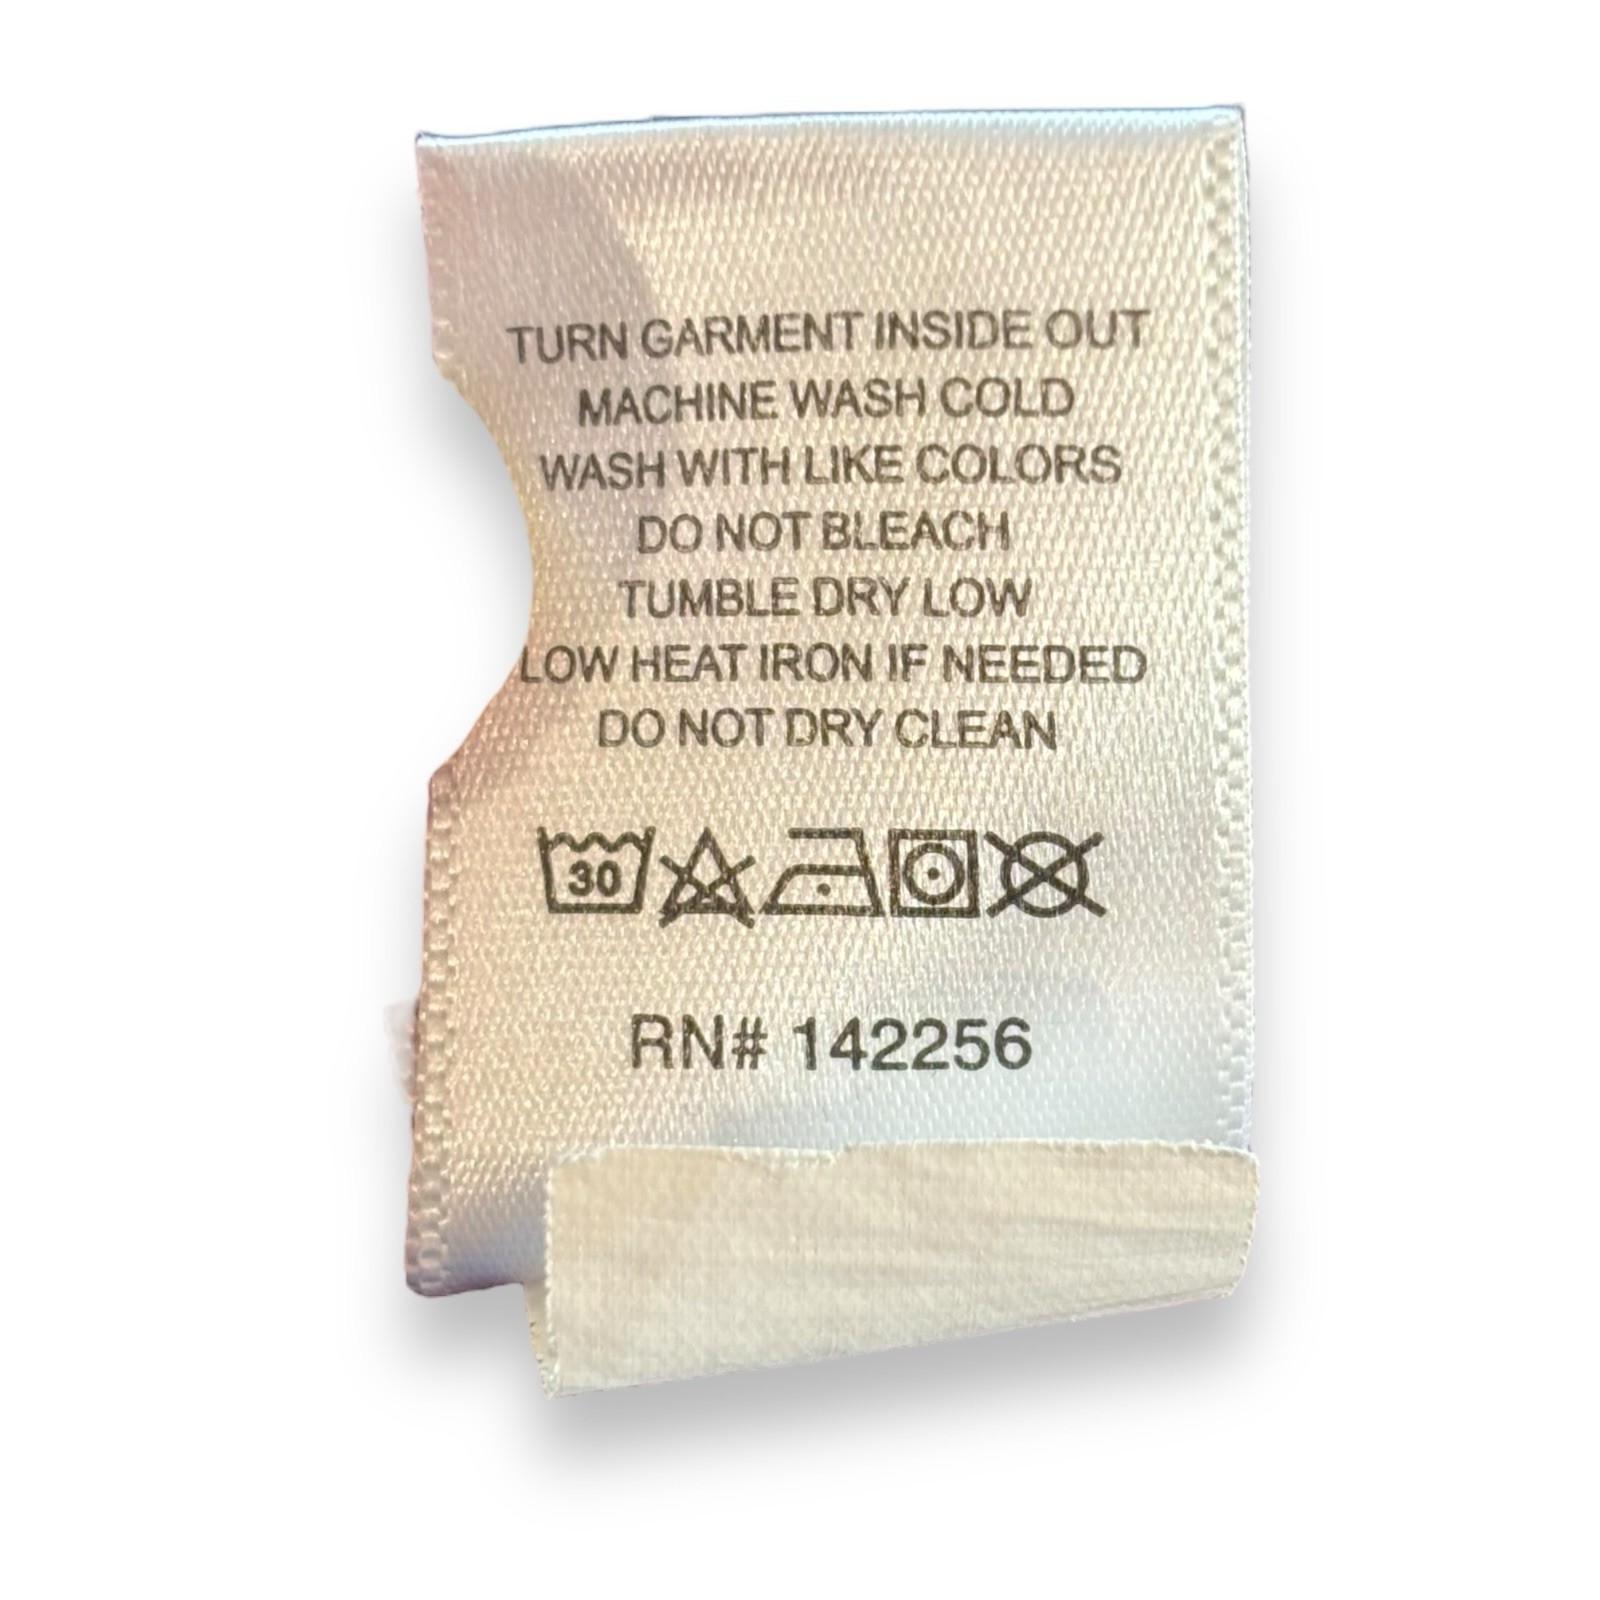 TURN GARMENT INSIDE OUT
MACHINE WASH COLD
WASH WITH LIKE COLORS
DO NOT BLEACH
TUMBLE DRY LOW
LOW HEAT IRON IF NEEDED
DO NOT DRY CLEAN
30
RN# 142256